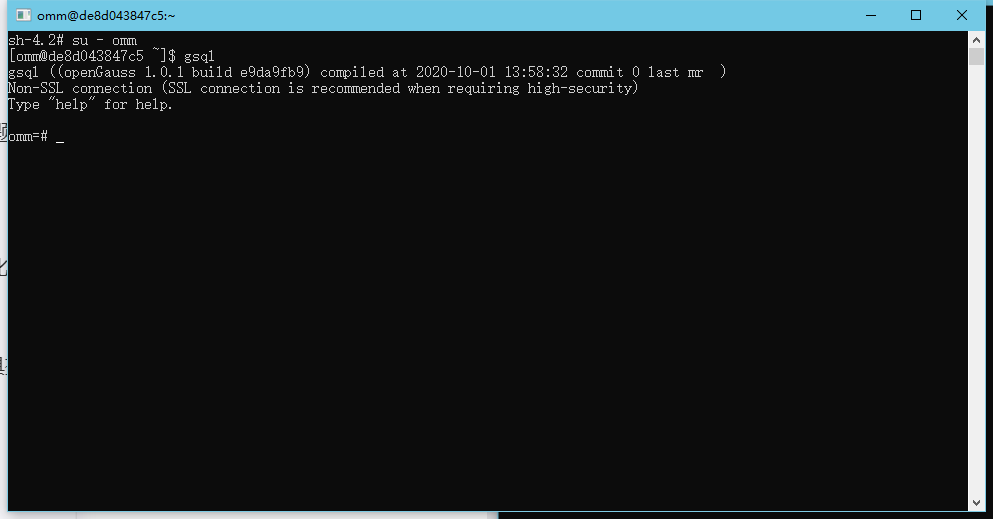 omm@de8d043847c5:~
sh-4.2# su - omm
[omm@de8d043847c5 ~]$ gsql
gsql ((openGauss 1.0.1 build e9da9fb9) compiled at 2020-10-01 13:58:32 commit 0 last mr  )
Non-SSL connection (SSL connection is recommended when requiring high-security)
Type "help" for help.
omm=# _